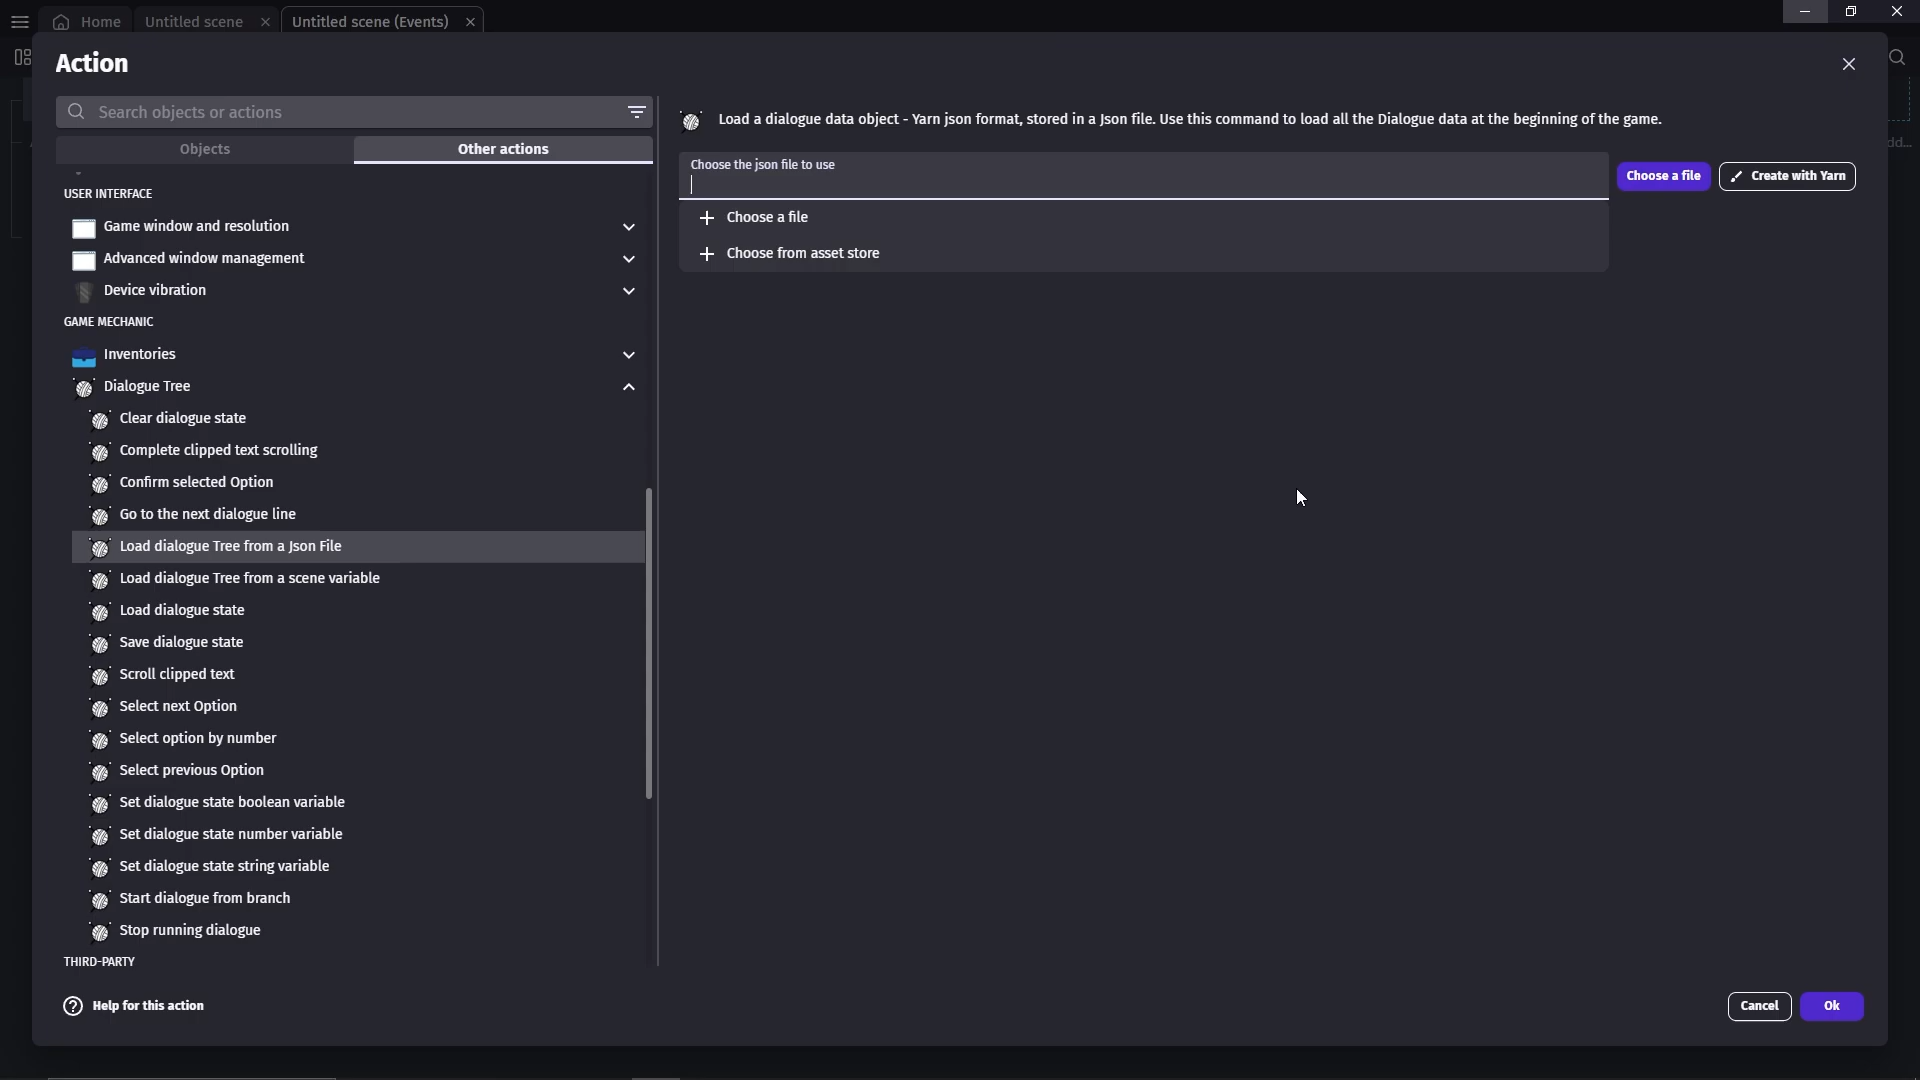 Home
Untitled scene
Untitled scene (Events)
Action
Search objects or actions
Objects
Other actions
USER INTERFACE
Game window and resolution
Advanced window management
Device vibration
GAME MECHANIC
Inventories
Dialogue Tree
Clear dialogue state
Complete clipped text scrolling
Confirm selected Option
Go to the next dialogue line
Load dialogue Tree from a Json File
Load dialogue Tree from a scene variable
Load dialogue state
Save dialogue state
Scroll clipped text
Select next Option
Select option by number
Select previous Option
Set dialogue state boolean variable
Set dialogue state number variable
Set dialogue state string variable
Start dialogue from branch
Stop running dialogue
THIRD-PARTY
Help for this action
Load a dialogue data object - Yarn json format, stored in a Json file. Use this command to load all the Dialogue data at the beginning of the game.
Choose the json file to use
Choose a file
Create with Yarn
Choose a file
Choose from asset store
dd...
Cancel
Ok